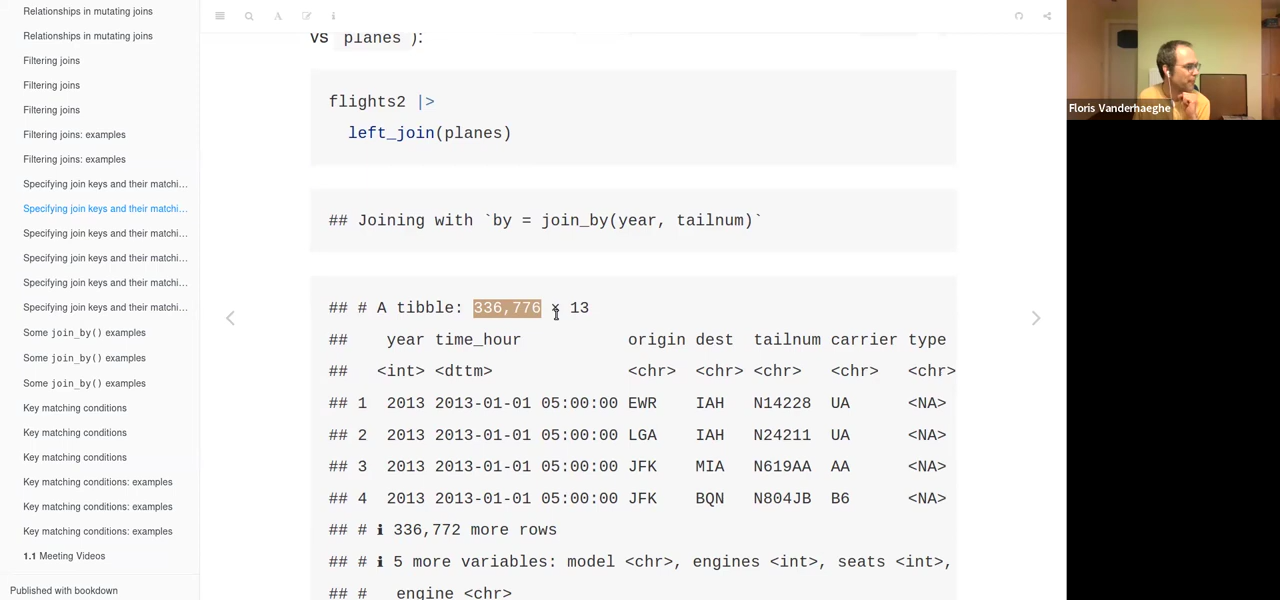 Relationships in mutating joins
Relationships in mutating joins
Filtering joins
Filtering joins
Filtering joins
Filtering joins: examples
Filtering joins: examples
Specifying join keys and their matchi...
Specifying join keys and their matchi...
Specifying join keys and their matchi...
Specifying join keys and their matchi...
Specifying join keys and their matchi...
Specifying join keys and their matchi...
Some join_by() examples
Some join_by() examples
Some join_by() examples
Key matching conditions
Key matching conditions
Key matching conditions
Key matching conditions: examples
Key matching conditions: examples
Key matching conditions: examples
1.1 Meeting Videos
Published with bookdown
vs planes ):
flights2 |>
left_join(planes)
## Joining with `by = join_by(year, tailnum)`
## # A tibble: 336,776 × 13
## year time_hour origin dest tailnum carrier type
## <int> <dttm> <chr> <chr> <chr> <chr> <chr>
## 1 2013 2013-01-01 05:00:00 EWR IAH N14228 UA <NA>
## 2 2013 2013-01-01 05:00:00 LGA IAH N24211 UA <NA>
## 3 2013 2013-01-01 05:00:00 JFK MIA N619AA AA <NA>
## 4 2013 2013-01-01 05:00:00 JFK BQN N804JB B6 <NA>
## # ℹ 336,772 more rows
## # ℹ 5 more variables: model <chr>, engines <int>, seats <int>,
## # engine <chr>
Floris Vanderhaeghe